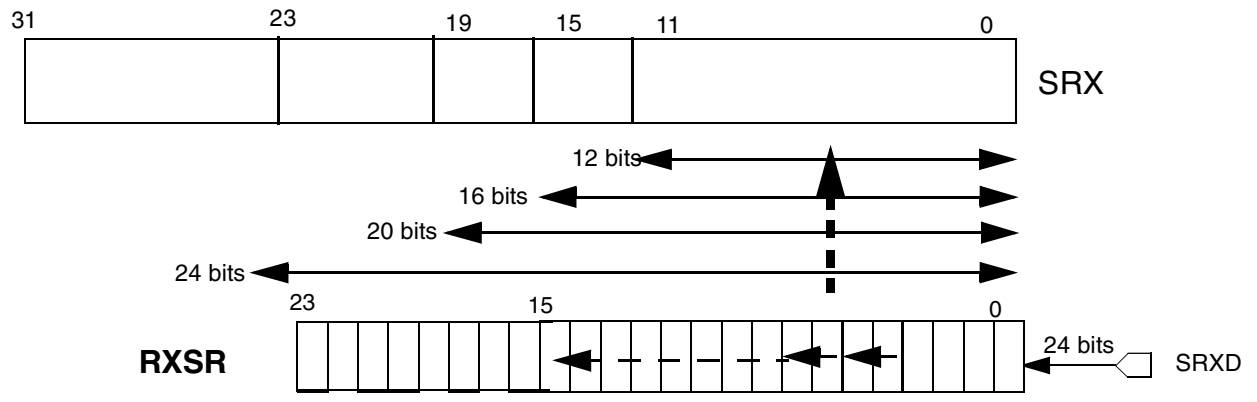 31 23 19 15 11 0
SRX
12 bits
16 bits
20 bits
24 bits
23 15 0
RXSR
24 bits
SRXD